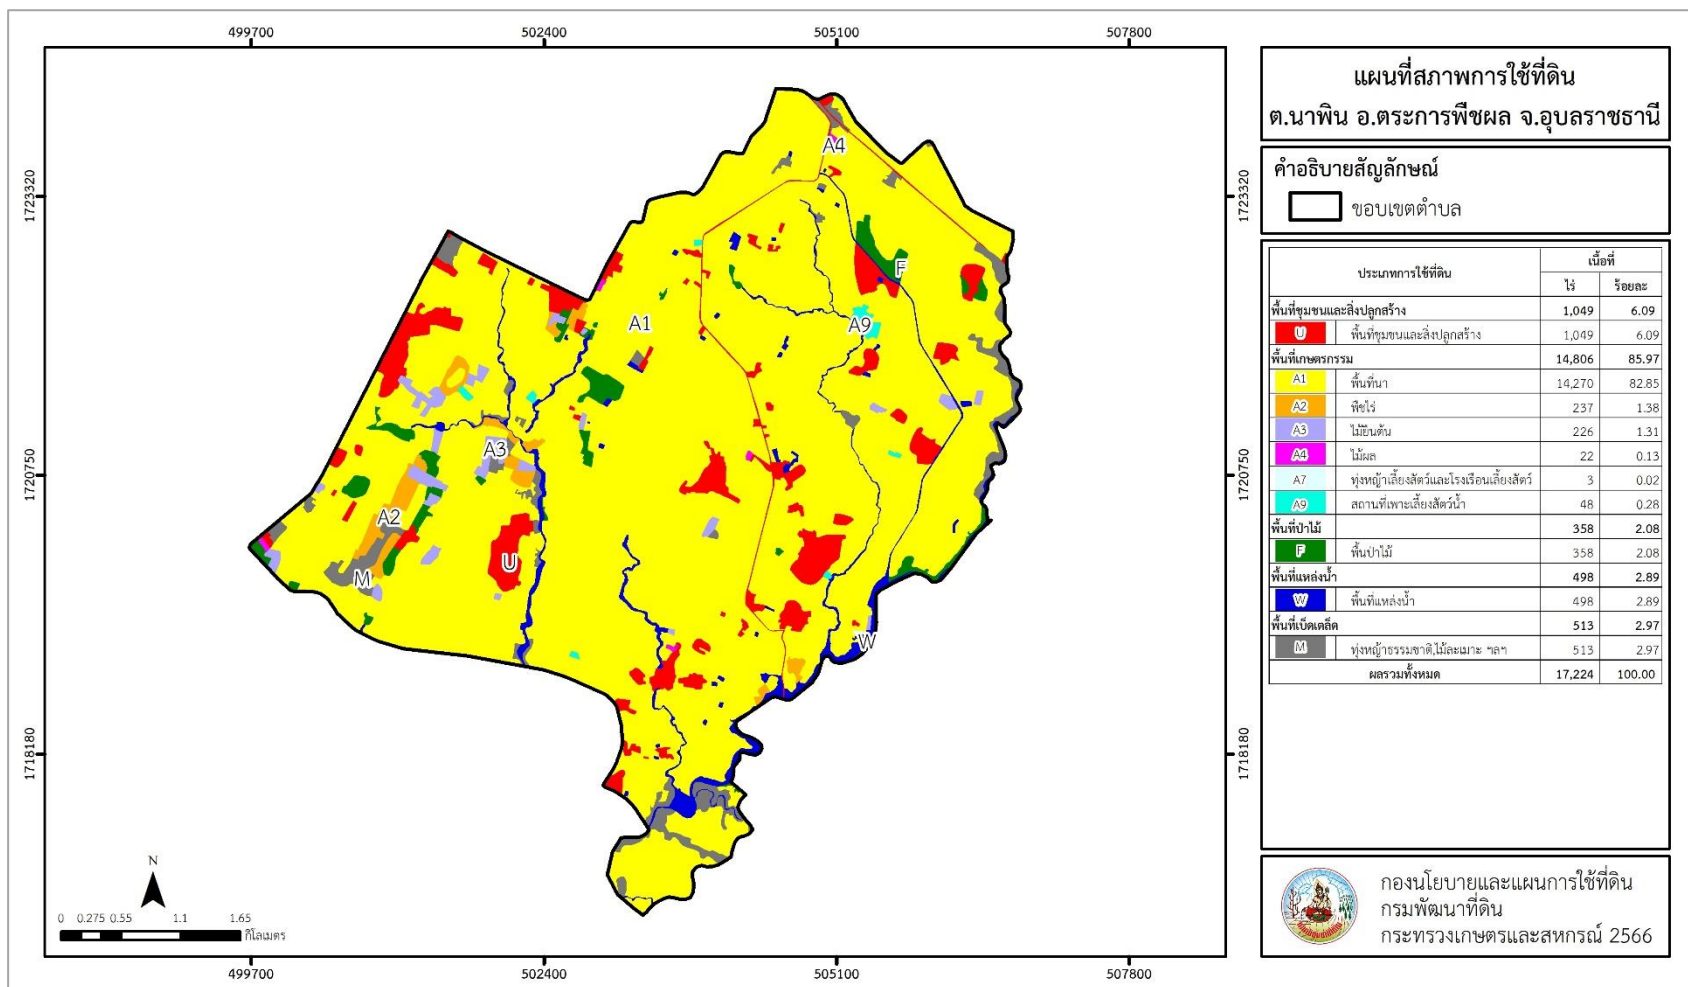 499700 502400 505100 507800
1723320 1723320
1720750 1720750
1718180 1718180
A4
A1
A9
F
A3
A2
M
U
W
N
0 0.275 0.55 1.1 1.65
กิโลเมตร
499700 502400 505100 507800
แผนที่สภาพการใช้ที่ดิน
ต.นาพิน อ.ตระการพืชผล จ.อุบลราชธานี
คำอธิบายสัญลักษณ์
ขอบเขตตำบล
ประเภทการใช้ที่ดิน เนื้อที่
ไร่ ร้อยละ
พื้นที่ชุมชนและสิ่งปลูกสร้าง 1,049 6.09
U พื้นที่ชุมชนและสิ่งปลูกสร้าง 1,049 6.09
พื้นที่เกษตรกรรม 14,806 85.97
A1 พื้นที่นา 14,270 82.85
A2 พืชไร่ 237 1.38
A3 ไม้ยืนต้น 226 1.31
A4 ไม้ผล 22 0.13
A7 ทุ่งหญ้าเลี้ยงสัตว์และโรงเรือนเลี้ยงสัตว์ 3 0.02
A9 สถานที่เพาะเลี้ยงสัตว์น้ำ 48 0.28
พื้นที่ป่าไม้ 358 2.08
F พื้นป่าไม้ 358 2.08
พื้นที่แหล่งน้ำ 498 2.89
W พื้นที่แหล่งน้ำ 498 2.89
พื้นที่เบ็ดเตล็ด 513 2.97
M ทุ่งหญ้าธรรมชาติ,ไม้ละเมาะ ฯลฯ 513 2.97
ผลรวมทั้งหมด 17,224 100.00
กองนโยบายและแผนการใช้ที่ดิน
กรมพัฒนาที่ดิน
กระทรวงเกษตรและสหกรณ์ 2566